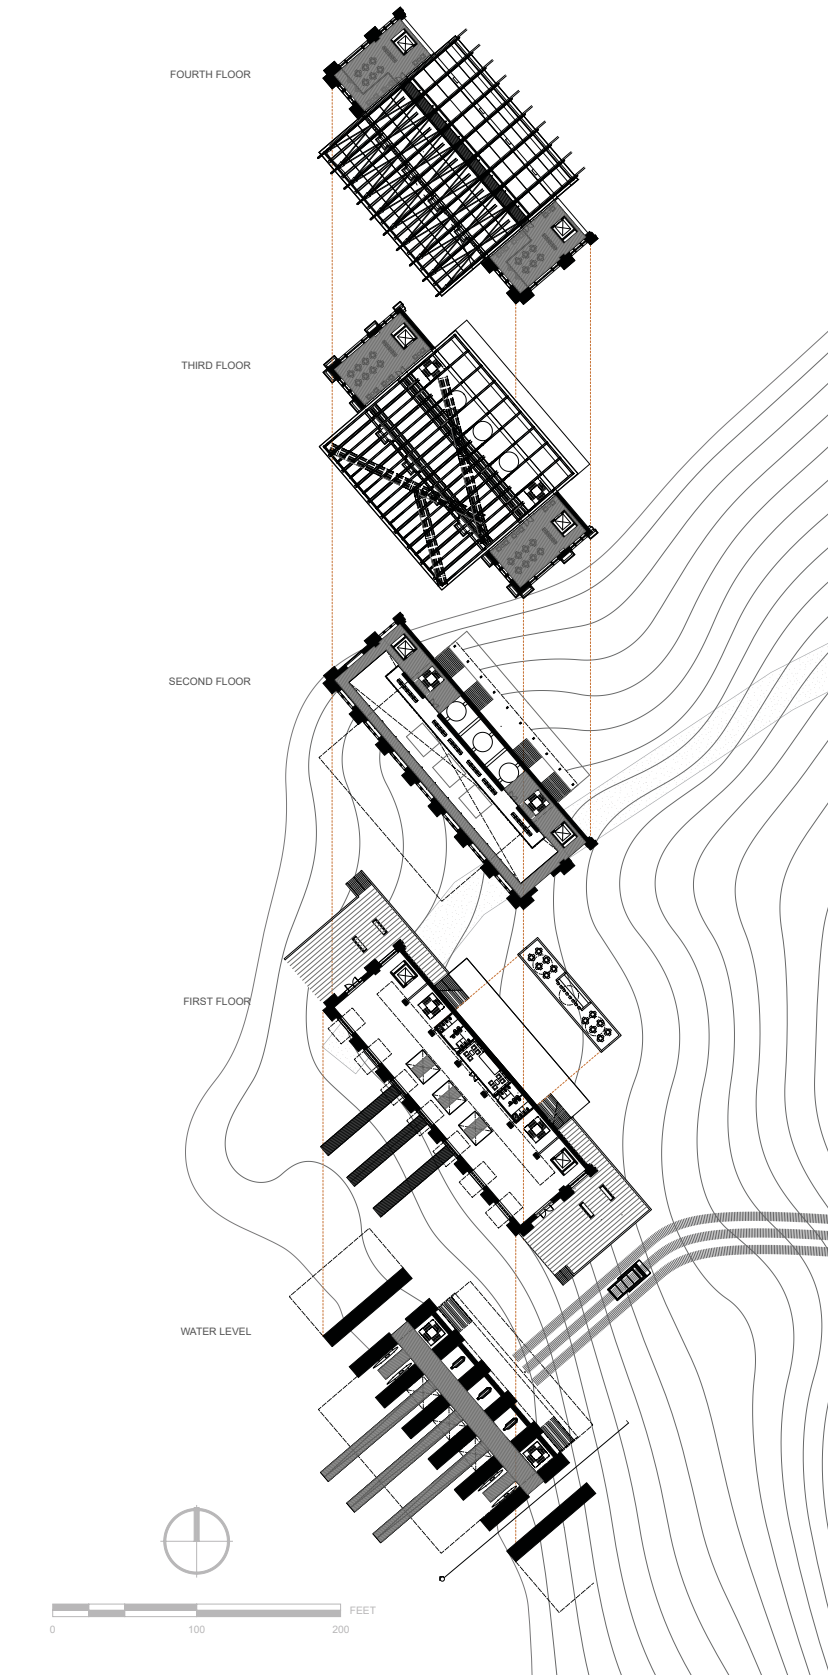 FOURTH FLOOR
THIRD FLOOR
SECOND FLOOR
FIRST FLOOR
WATER LEVEL
FEET
0 100 200